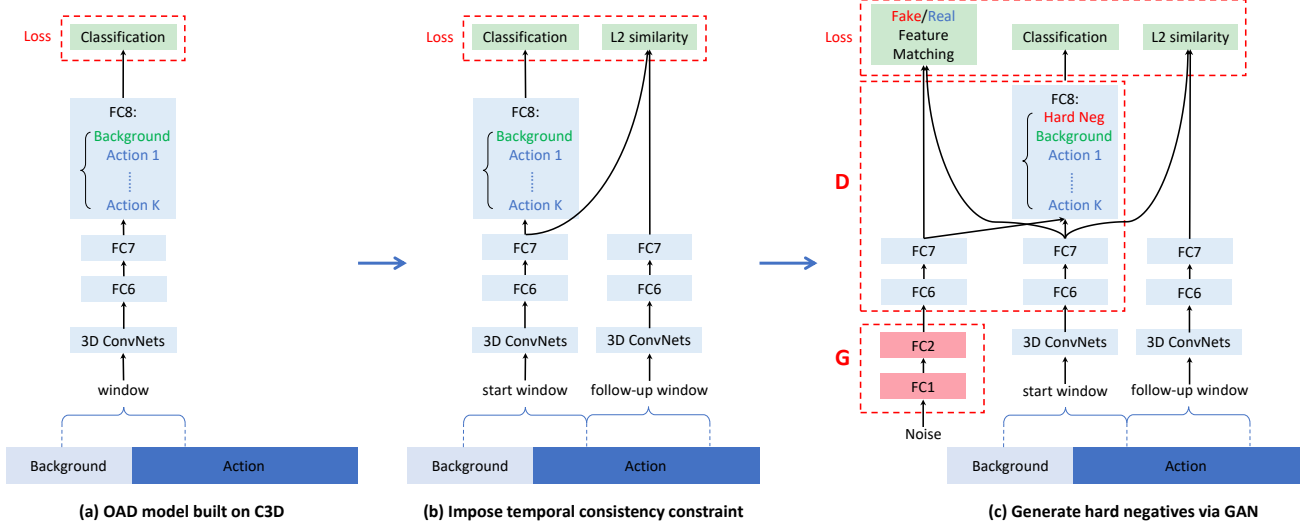 Loss
Classification
FC8:
Background
Action 1
......
Action K
FC7
FC6
3D ConvNets
window
Background
Action
(a) OAD model built on C3D
Loss
Classification
L2 similarity
FC8:
Background
Action 1
......
Action K
FC7
FC7
FC6
FC6
3D ConvNets
3D ConvNets
start window
follow-up window
Background
Action
(b) Impose temporal consistency constraint
Loss
Fake/Real
Feature
Matching
Classification
L2 similarity
D
FC8:
Hard Neg
Background
Action 1
......
Action K
FC7
FC7
FC7
FC6
FC6
FC6
G
FC2
FC1
Noise
3D ConvNets
3D ConvNets
start window
follow-up window
Background
Action
(c) Generate hard negatives via GAN